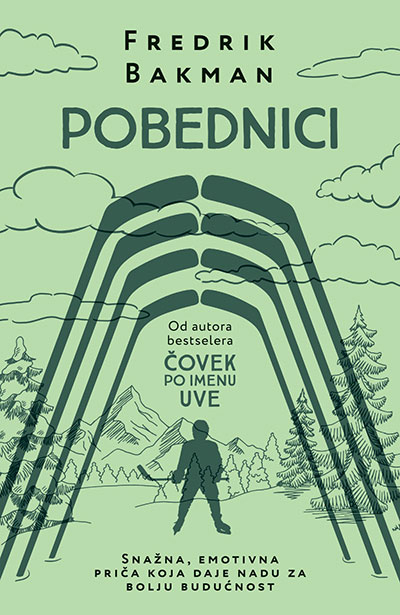 FREDRIK
BAKMAN
POBEDNICI
Od autora
bestselera
ČOVEK
PO IMENU
UVE
SNAŽNA, EMOTIVNA
PRIČA KOJA DAJE NADU ZA
BOLJU BUDUĆNOST